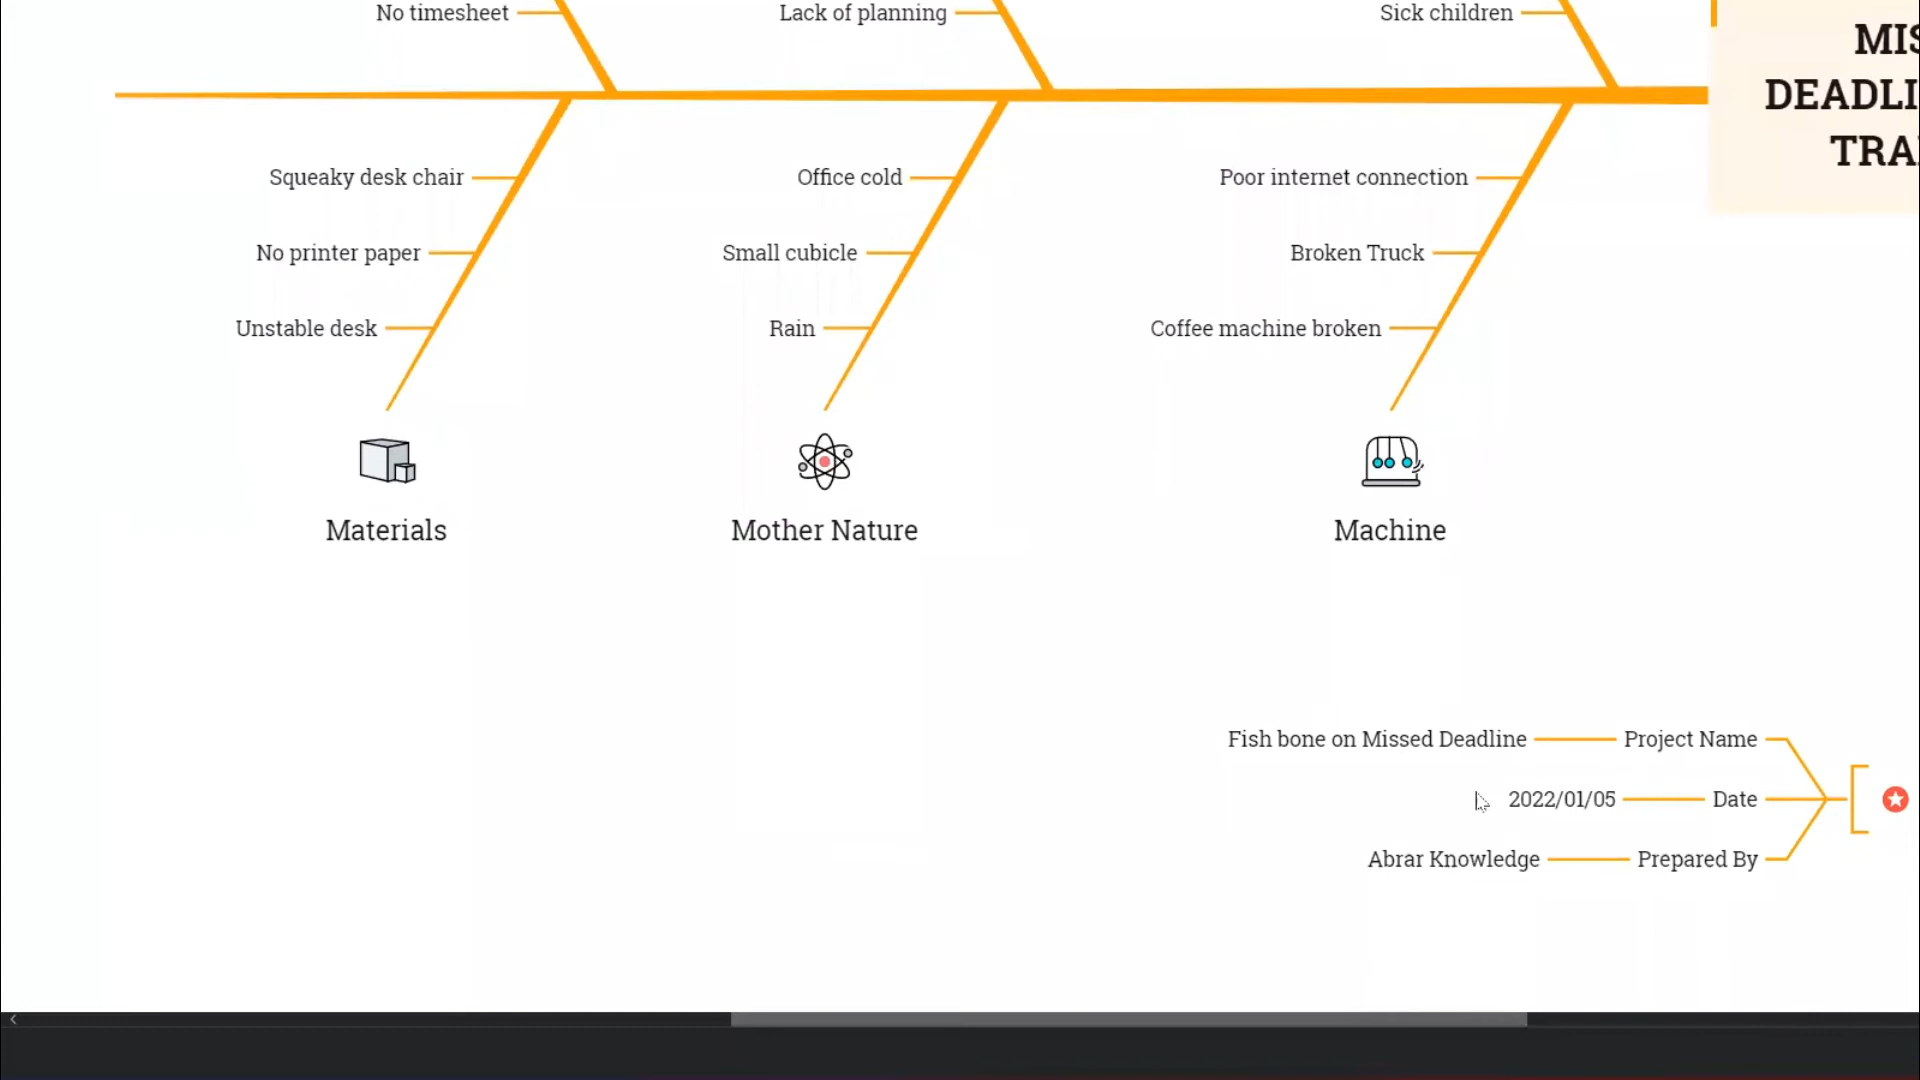 No timesheet
Lack of planning
Sick children
MIS
DEADLI
TRA
Squeaky desk chair
Office cold
Poor internet connection
No printer paper
Small cubicle
Broken Truck
Unstable desk
Rain
Coffee machine broken
Materials
Mother Nature
Machine
Fish bone on Missed Deadline
Project Name
2022/01/05
Date
Abrar Knowledge
Prepared By